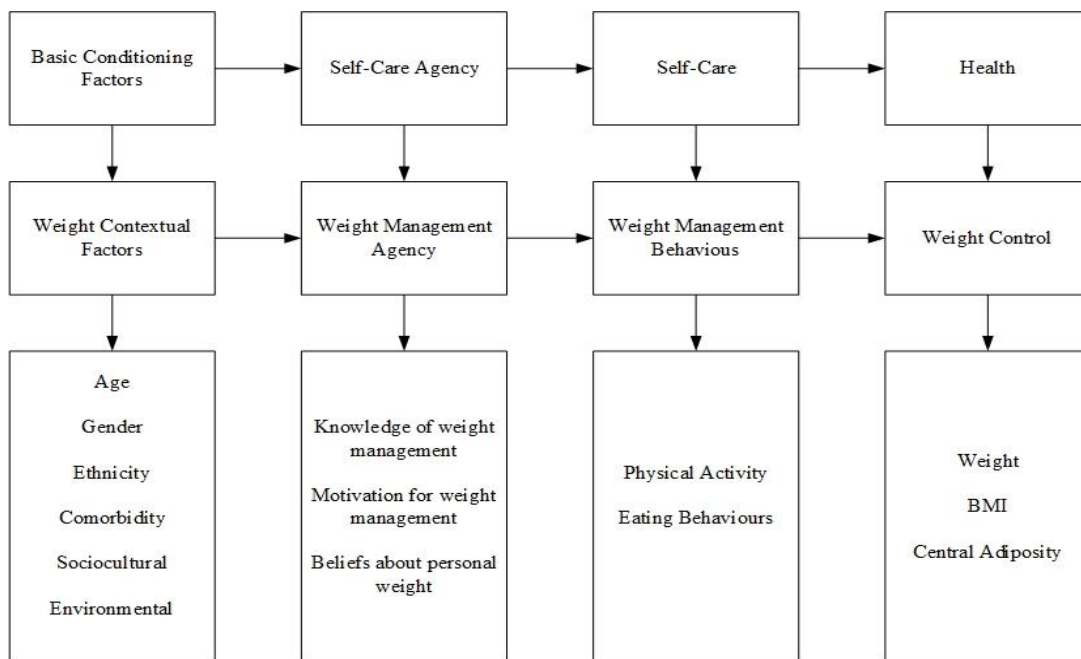 Basic Conditioning
Factors
Self-Care Agency
Self-Care
Health
Weight Contextual
Factors
Weight Management
Agency
Weight Management
Behavious
Weight Control
Age
Gender
Ethnicity
Comorbidity
Sociocultural
Environmental
Knowledge of weight
management
Motivation for weight
management
Beliefs about personal
weight
Physical Activity
Eating Behaviours
Weight
BMI
Central Adiposity